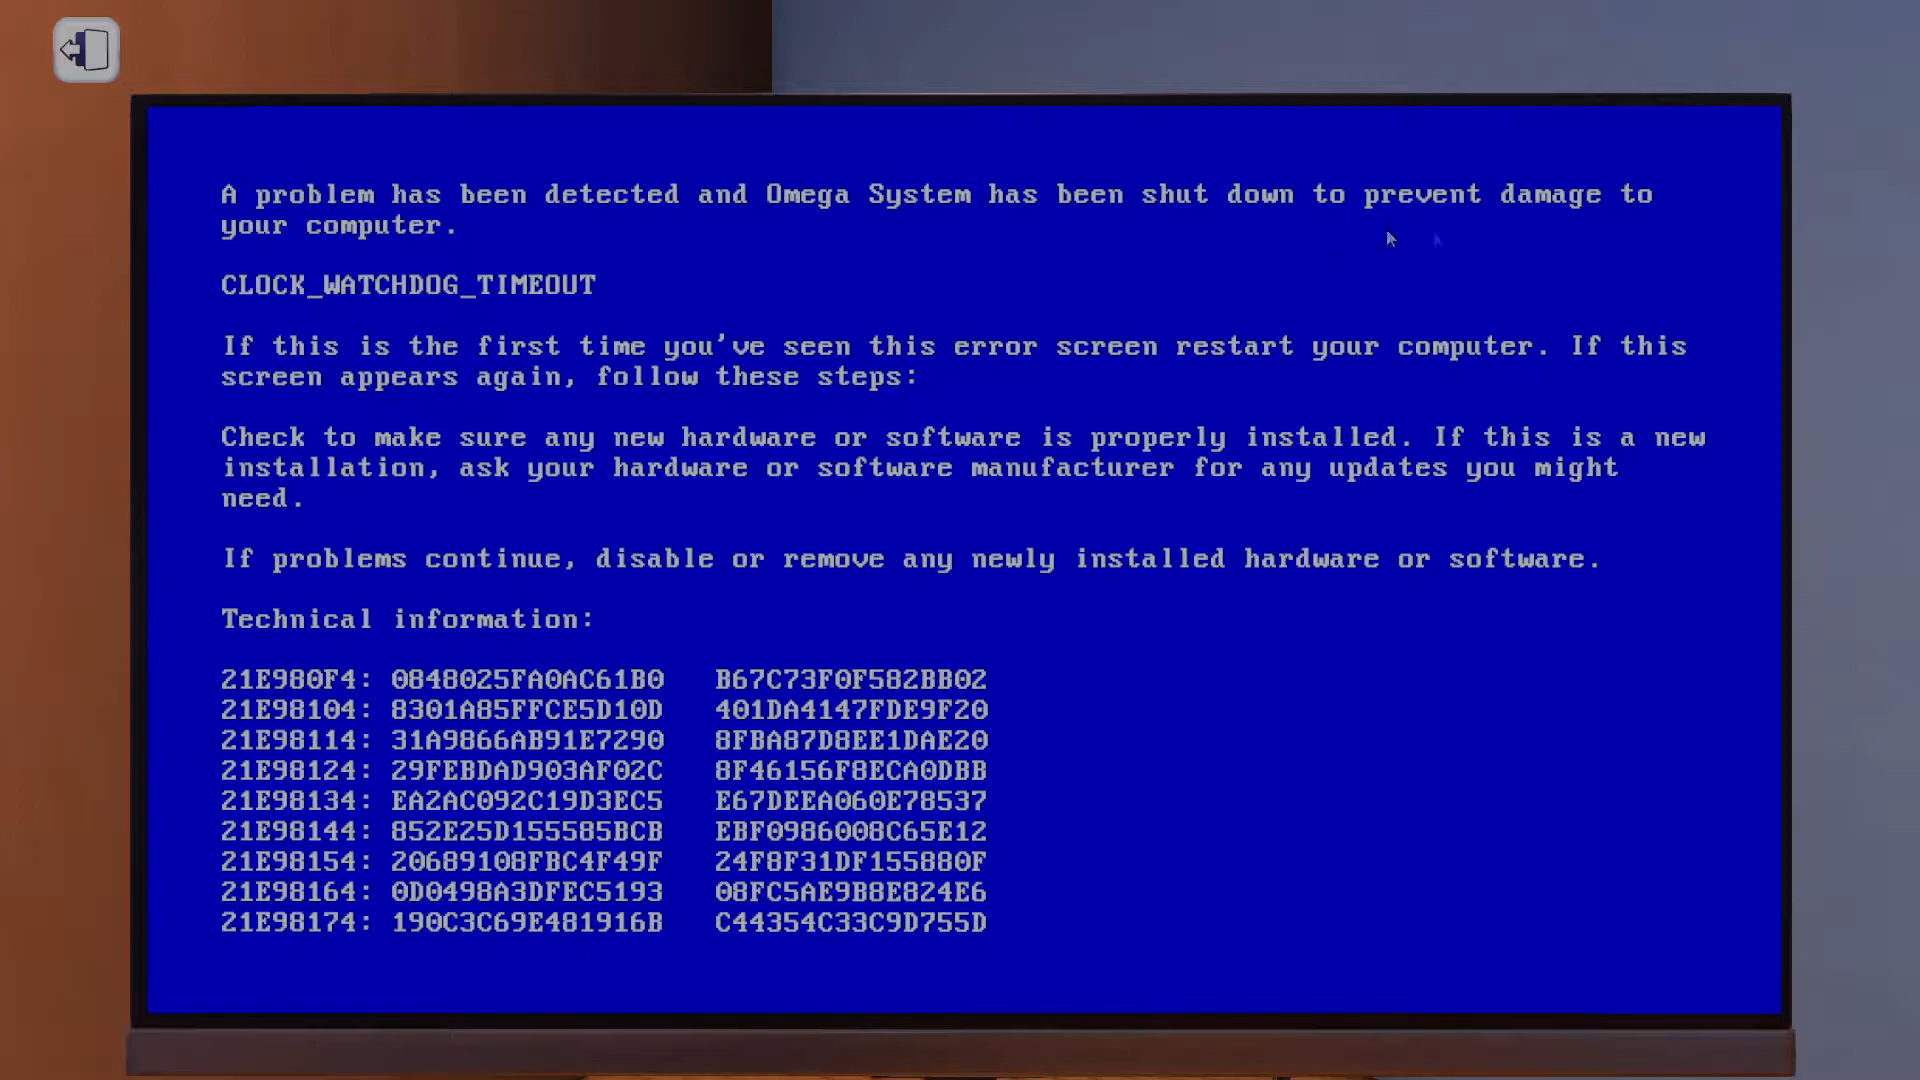 A problem has been detected and Omega System has been shut down to prevent damage to
your computer.
CLOCK_WATCHDOG_TIMEOUT
If this is the first time you've seen this error screen restart your computer. If this
screen appears again, follow these steps:
Check to make sure any new hardware or software is properly installed. If this is a new
installation, ask your hardware or software manufacturer for any updates you might
need.
If problems continue, disable or remove any newly installed hardware or software.
Technical information:
21E980F4: 0848025FA0AC61B0 B67C73F0F582BB02
21E98104: 8301A85FFCE5D10D 401DA4147FDE9F20
21E98114: 31A9866AB91E7290 8FBA87D8EE1DAE20
21E98124: 29FEBDAD903AF02C 8F46156F8ECA0DBB
21E98134: EA2AC092C19D3EC5 E67DEEA060E78537
21E98144: 852E25D155585BCB EBF0986008C65E12
21E98154: 20689108FBC4F49F 24F8F31DF155880F
21E98164: 0D0498A3DFEC5193 08FC5AE9B8E824E6
21E98174: 190C3C69E481916B C44354C33C9D755D